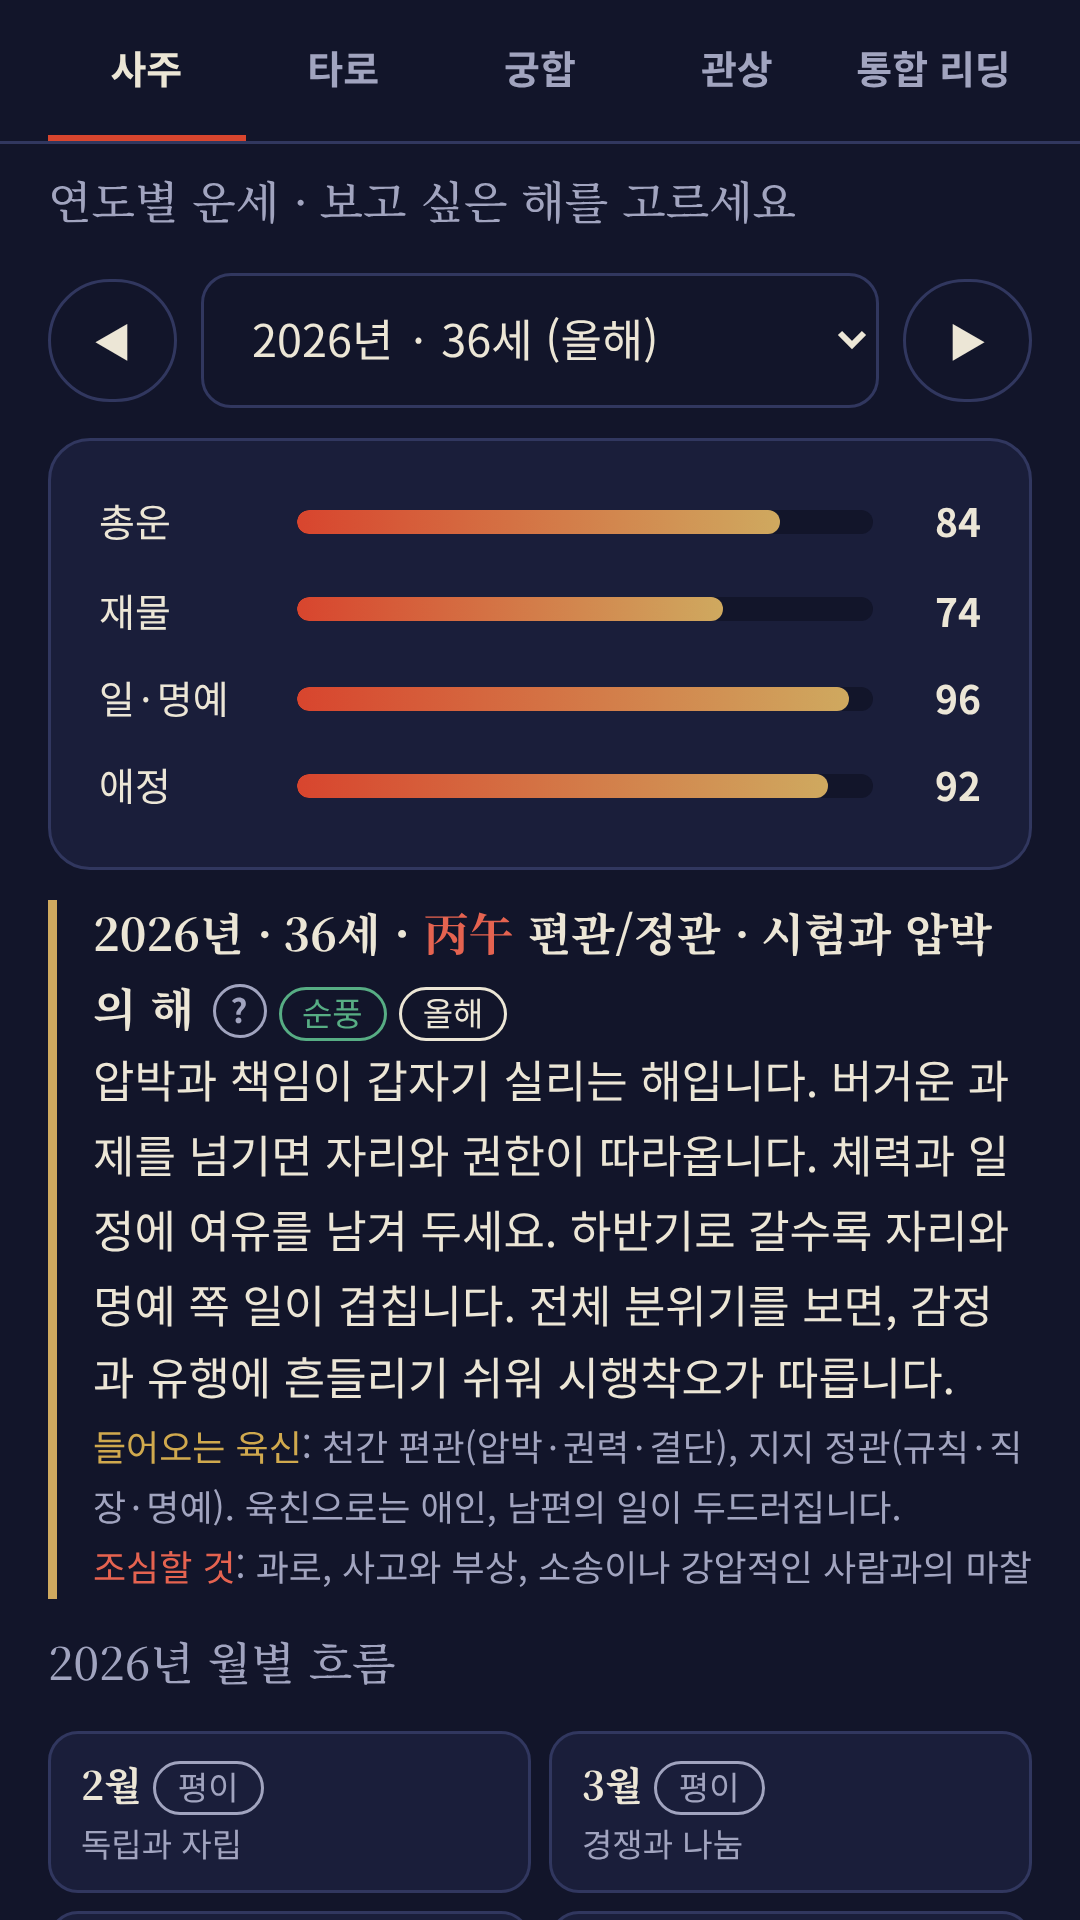 사주 타로 궁합 관상 통합 리딩
연도별 운세 · 보고 싶은 해를 고르세요
◀ 2026년 · 36세 (올해) ▶
총운 84
재물 74
일·명예 96
애정 92
2026년 · 36세 · 丙午 편관/정관 · 시험과 압박
의 해 ? 순풍 올해
압박과 책임이 갑자기 실리는 해입니다. 버거운 과
제를 넘기면 자리와 권한이 따라옵니다. 체력과 일
정에 여유를 남겨 두세요. 하반기로 갈수록 자리와
명예 쪽 일이 겹칩니다. 전체 분위기를 보면, 감정
과 유행에 흔들리기 쉬워 시행착오가 따릅니다.
들어오는 육신: 천간 편관(압박·권력·결단), 지지 정관(규칙·직
장·명예). 육친으로는 애인, 남편의 일이 두드러집니다.
조심할 것: 과로, 사고와 부상, 소송이나 강압적인 사람과의 마찰
2026년 월별 흐름
2월 평이
독립과 자립
3월 평이
경쟁과 나눔